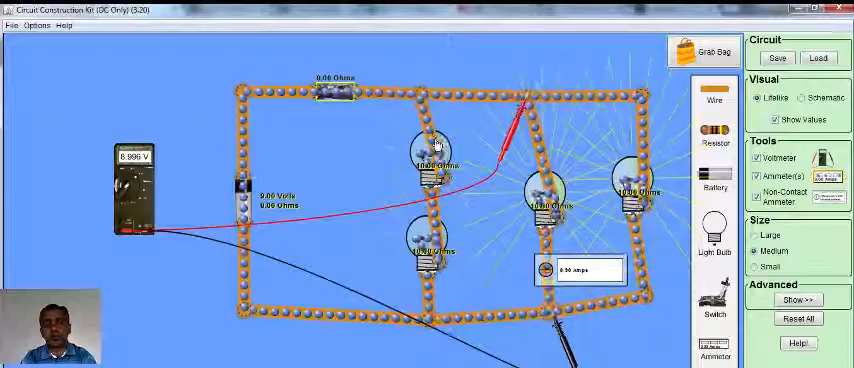 Circuit Construction Kit (DC Only) (3.20)
File Options Help
Grab Bag
Circuit
Save
Load
Visual
Lifelike
Schematic
Show Values
Tools
Voltmeter
Ammeter(s)
Non-Contact
Ammeter
Size
Large
Medium
Small
Advanced
Show >>
Reset All
Help!
Wire
Resistor
Battery
Light Bulb
Switch
Ammeter
8.996 V
0.00 Ohms
9.00 Volts
0.00 Ohms
10.00 Ohms
10.00 Ohms
10.00 Ohms
10.00 Ohms
0.90 Amps